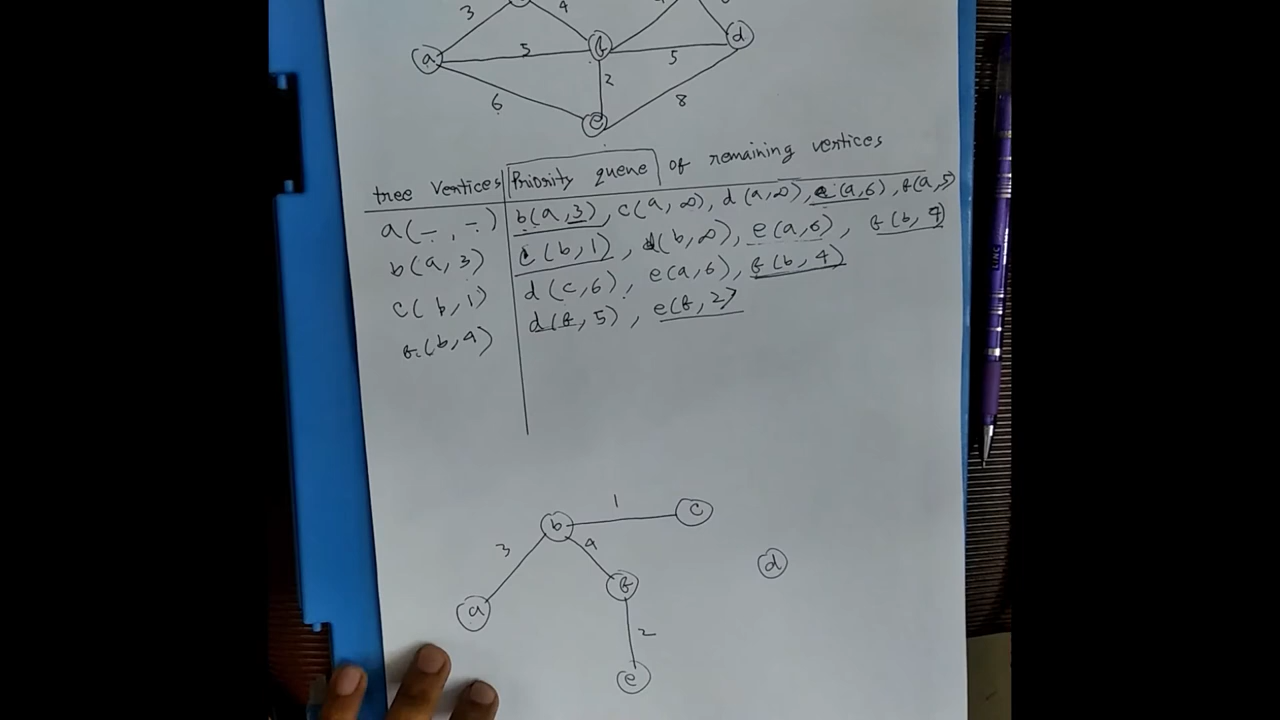 3 4
a 5 f 5 d
6 2 8
e
tree Vertices Priority queue of remaining vertices
a(-, -) b(a, 3), c(a, ∞), d(a, ∞), e(a, 6), f(a, 5)
b(a, 3) c(b, 1), d(b, ∞), e(a, 6), f(b, 4)
c(b, 1) d(c, 6), e(a, 6), f(b, 4)
f(b, 4) d(f, 5), e(f, 2)
b 1 c
3 4
d
a f
2
e